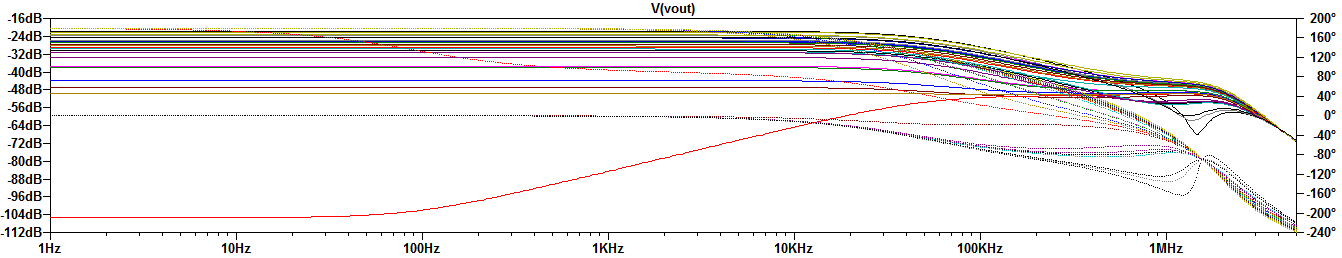 V(vout)
-16dB 200°
-24dB 160°
-32dB 120°
-40dB 80°
-48dB 40°
-56dB 0°
-64dB -40°
-72dB -80°
-80dB -120°
-88dB -160°
-96dB -200°
-104dB -240°
-112dB
1Hz 10Hz 100Hz 1KHz 10KHz 100KHz 1MHz